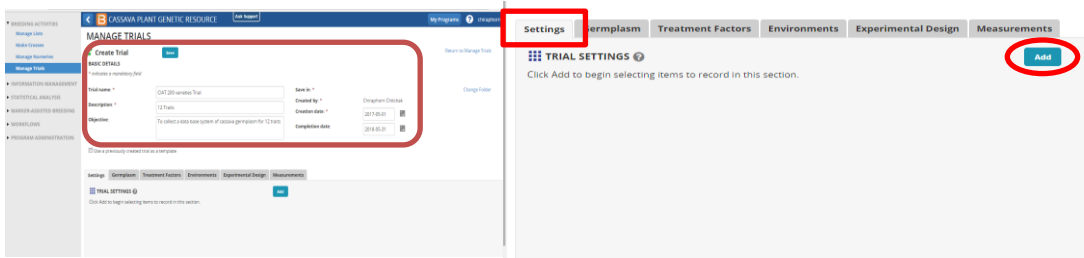 BREEDING ACTIVITIES
Manage Lists
Make Crosses
Manage Nurseries
Manage Trials
INFORMATION MANAGEMENT
STATISTICAL ANALYSIS
MARKER-ASSISTED BREEDING
WORKFLOWS
PROGRAM ADMINISTRATION
B CASSAVA PLANT GENETIC RESOURCE
Ask Support
My Programs
MANAGE TRIALS
Create Trial
Save
Return to Manage Trials
BASIC DETAILS
* indicates a mandatory field
Trial name: *
CIAT 200 varieties Trial
Description: *
12 Traits
Objective:
To collect a data base system of cassava germplasm for 12 traits
Save in: *
Change Folder
Created by: *
Creation date: *
2017-05-01
Completion date:
2018-05-31
Use a previously created trial as a template
Settings Germplasm Treatment Factors Environments Experimental Design Measurements
TRIAL SETTINGS
Add
Click Add to begin selecting items to record in this section.
Settings Germplasm Treatment Factors Environments Experimental Design Measurements
TRIAL SETTINGS
Add
Click Add to begin selecting items to record in this section.